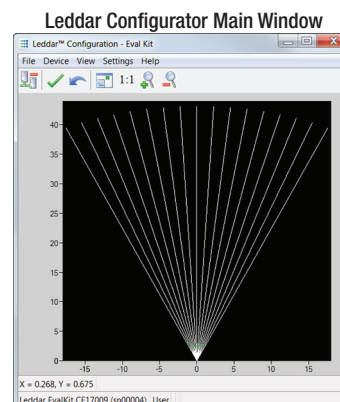 Leddar Configurator Main Window
Leddar™ Configuration - Eval Kit
File Device View Settings Help
1:1
40
35
30
25
20
15
10
5
0
-15 -10 -5 0 5 10 15
X = 0.268, Y = 0.675
Leddar EvalKit CF17009 (sp00004) User